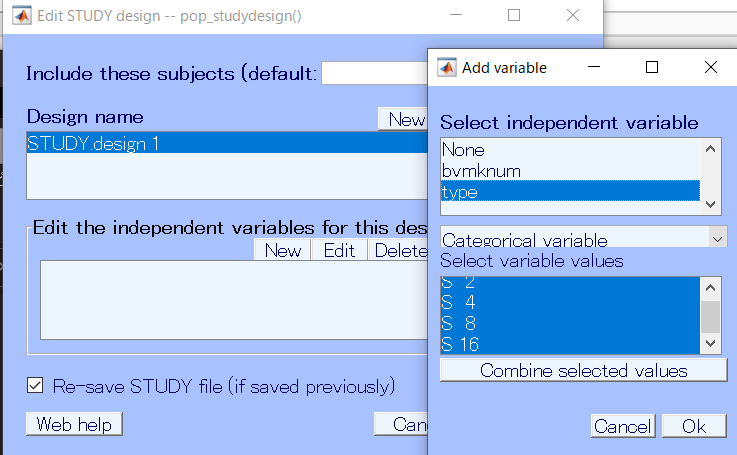 Edit STUDY design -- pop_studydesign()
Include these subjects (default:
Design name
New
STUDY.design 1
Edit the independent variables for this des
New Edit Delete
Re-save STUDY file (if saved previously)
Web help
Canc
Add variable
Select independent variable
None
bvmknum
type
Categorical variable
Select variable values
S  2
S  4
S  8
S 16
Combine selected values
Cancel Ok